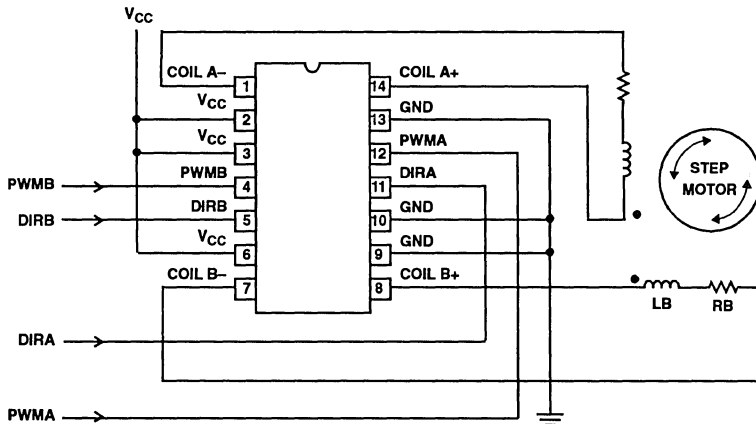 VCC
COIL A–
1
14
COIL A+
VCC
2
13
GND
VCC
3
12
PWMA
PWMB
PWMB
4
11
DIRA
DIRB
DIRB
5
10
GND
VCC
6
9
GND
COIL B–
7
8
COIL B+
STEP
MOTOR
LB
RB
DIRA
PWMA